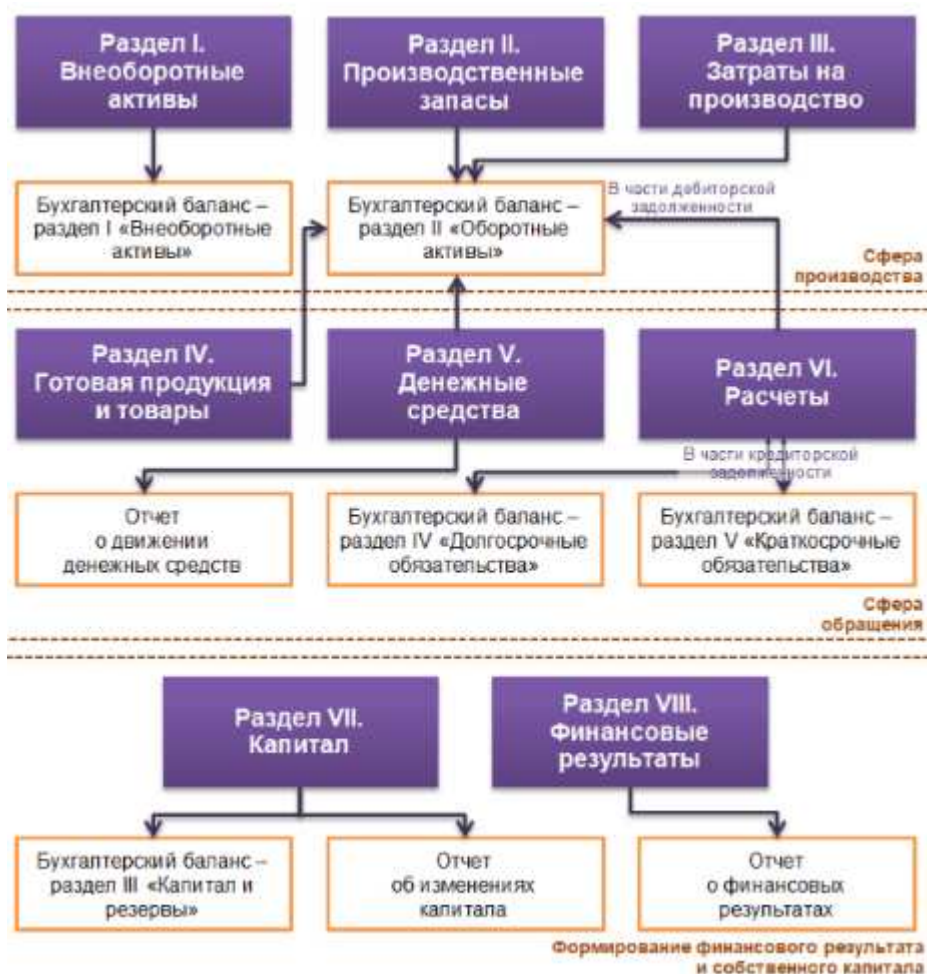 Раздел I.
Внеоборотные
активы
Раздел II.
Производственные
запасы
Раздел III.
Затраты на
производство
Бухгалтерский баланс –
раздел I «Внеоборотные
активы»
Бухгалтерский баланс –
раздел II «Оборотные
активы»
В части дебиторской
задолженности
Сфера
производства
Раздел IV.
Готовая продукция
и товары
Раздел V.
Денежные
средства
Раздел VI.
Расчеты
В части кредиторской
задолженности
Отчет
о движении
денежных средств
Бухгалтерский баланс –
раздел IV «Долгосрочные
обязательства»
Бухгалтерский баланс –
раздел V «Краткосрочные
обязательства»
Сфера
обращения
Раздел VII.
Капитал
Раздел VIII.
Финансовые
результаты
Бухгалтерский баланс –
раздел III «Капитал и
резервы»
Отчет
об изменениях
капитала
Отчет
о финансовых
результатах
Формирование финансового результата
и собственного капитала